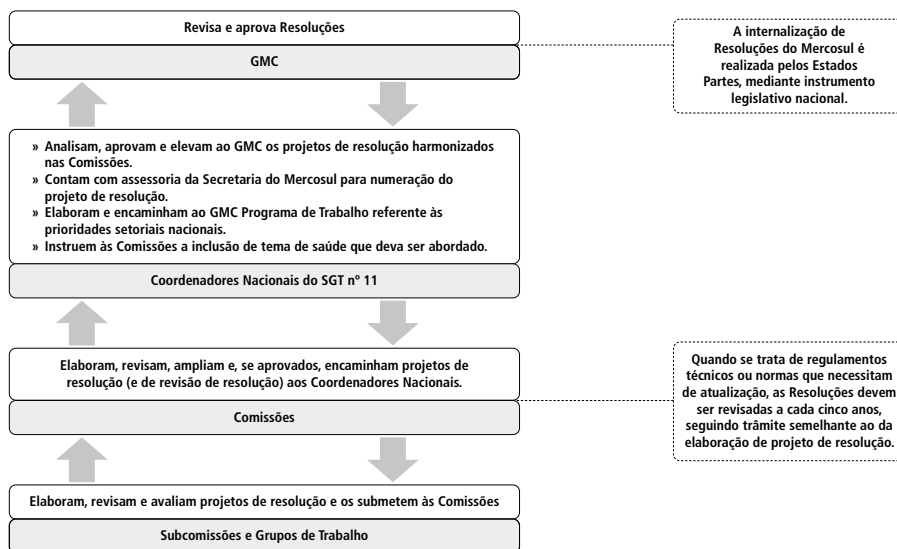 Revisa e aprova Resoluções
GMC
A internalização de
Resoluções do Mercosul é
realizada pelos Estados
Partes, mediante instrumento
legislativo nacional.
» Analisam, aprovam e elevam ao GMC os projetos de resolução harmonizados
nas Comissões.
» Contam com assessoria da Secretaria do Mercosul para numeração do
projeto de resolução.
» Elaboram e encaminham ao GMC Programa de Trabalho referente às
prioridades setoriais nacionais.
» Instruem às Comissões a inclusão de tema de saúde que deva ser abordado.
Coordenadores Nacionais do SGT nº 11
Elaboram, revisam, ampliam e, se aprovados, encaminham projetos de
resolução (e de revisão de resolução) aos Coordenadores Nacionais.
Comissões
Quando se trata de regulamentos
técnicos ou normas que necessitam
de atualização, as Resoluções devem
ser revisadas a cada cinco anos,
seguindo trâmite semelhante ao da
elaboração de projeto de resolução.
Elaboram, revisam e avaliam projetos de resolução e os submetem às Comissões
Subcomissões e Grupos de Trabalho